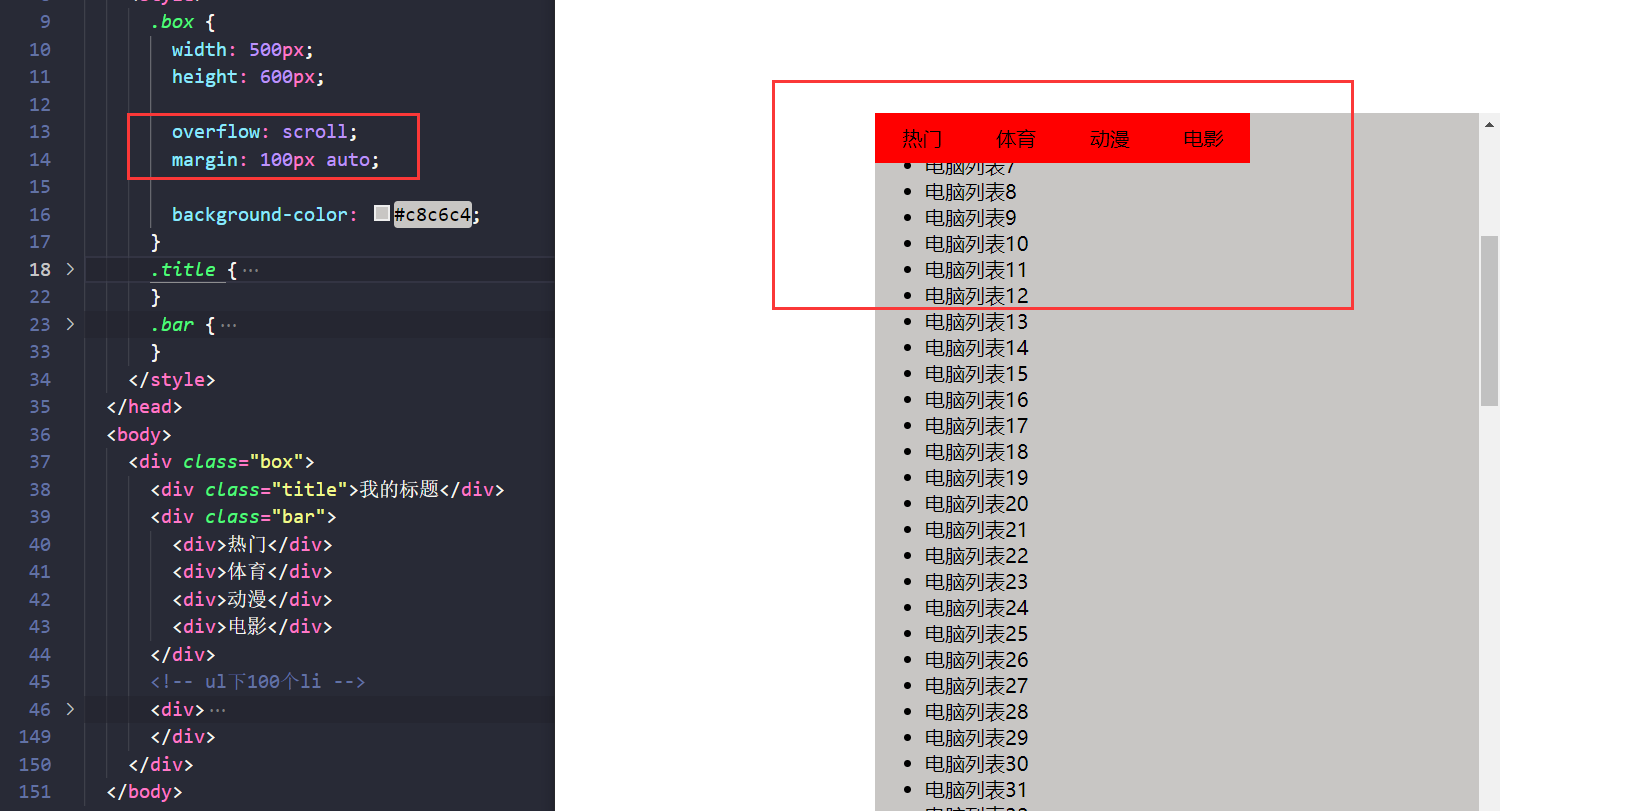 9 .box {
10 width: 500px;
11 height: 600px;
12
13 overflow: scroll;
14 margin: 100px auto;
15
16 background-color: #c8c6c4;
17 }
18 .title {···
22 }
23 .bar {···
33 }
34 </style>
35 </head>
36 <body>
37 <div class="box">
38 <div class="title">我的标题</div>
39 <div class="bar">
40 <div>热门</div>
41 <div>体育</div>
42 <div>动漫</div>
43 <div>电影</div>
44 </div>
45 <!-- ul下100个li -->
46 <div>···
149 </div>
150 </div>
151 </body>
热门 体育 动漫 电影
电脑列表7
电脑列表8
电脑列表9
电脑列表10
电脑列表11
电脑列表12
电脑列表13
电脑列表14
电脑列表15
电脑列表16
电脑列表17
电脑列表18
电脑列表19
电脑列表20
电脑列表21
电脑列表22
电脑列表23
电脑列表24
电脑列表25
电脑列表26
电脑列表27
电脑列表28
电脑列表29
电脑列表30
电脑列表31